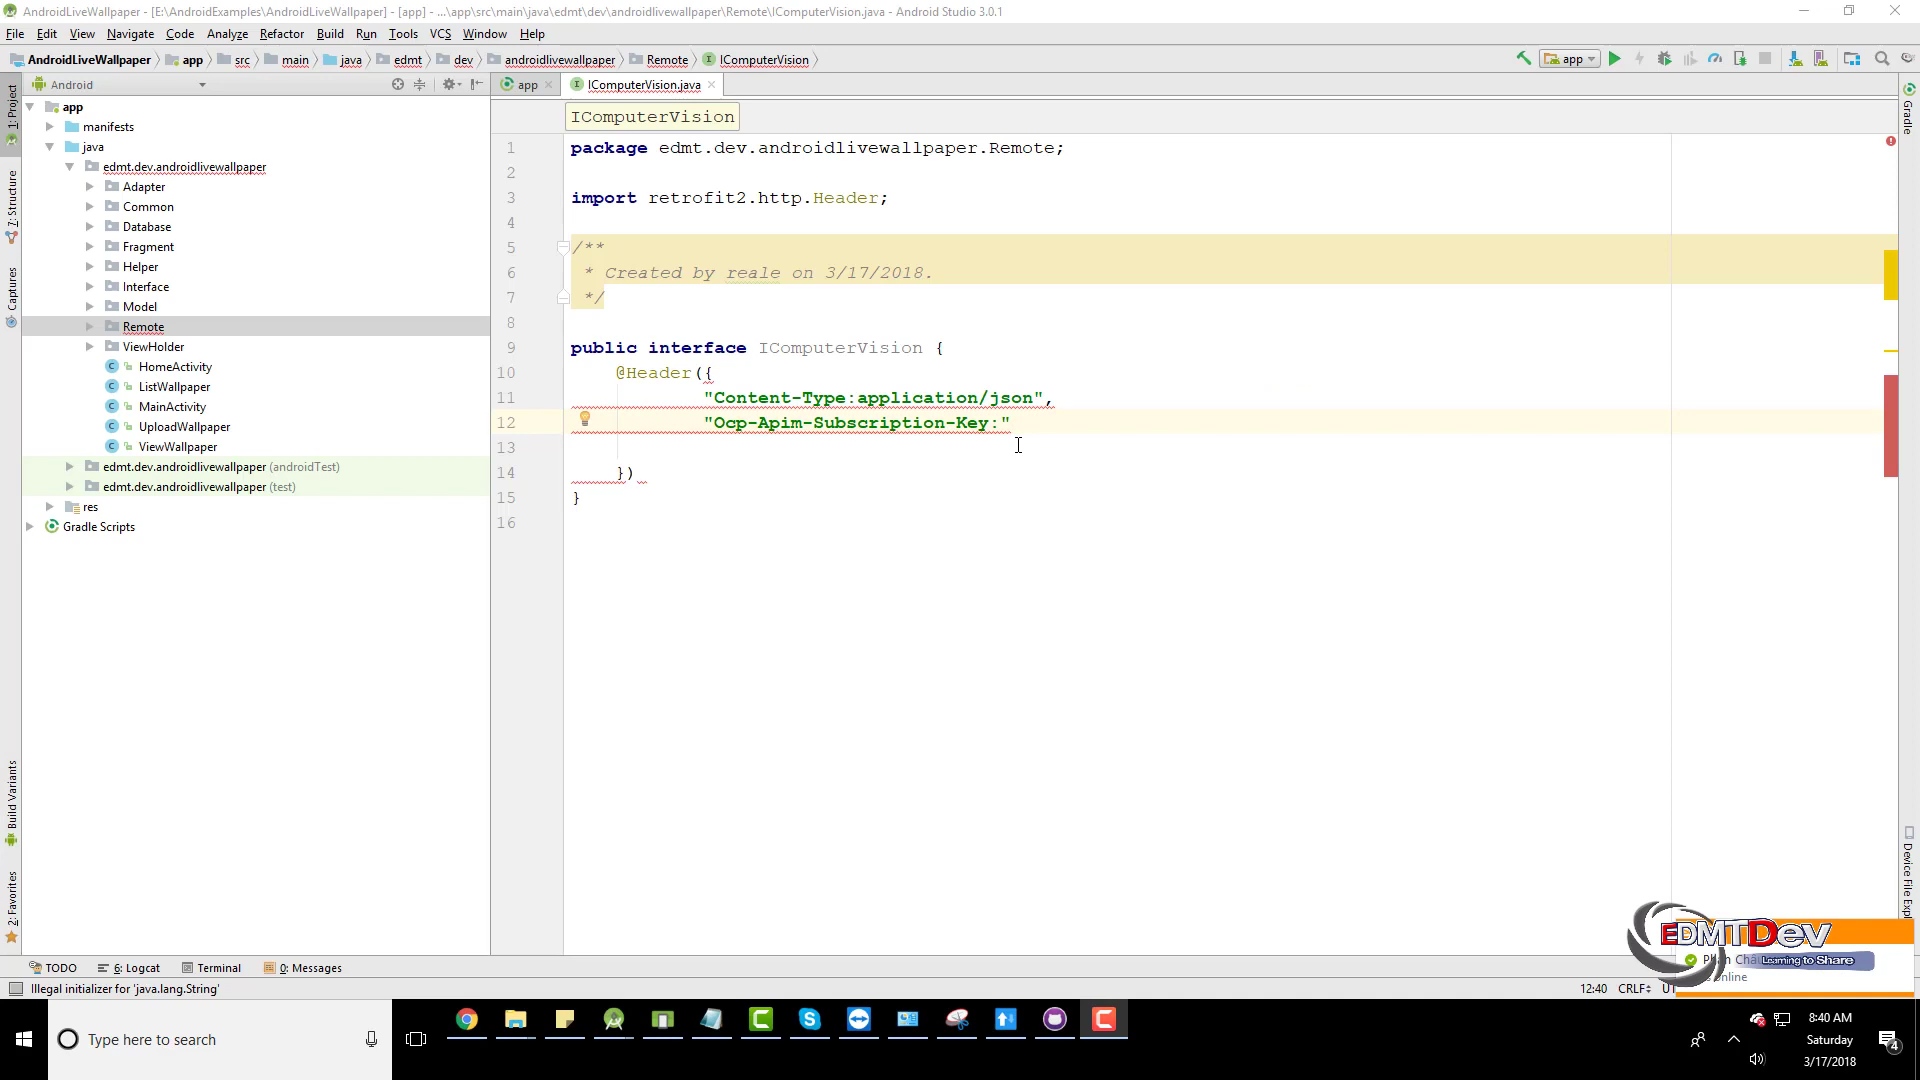 AndroidLiveWallpaper - [E:\AndroidExamples\AndroidLiveWallpaper] - [app] - ...\app\src\main\java\edmt\dev\androidlivewallpaper\Remote\IComputerVision.java - Android Studio 3.0.1
File Edit View Navigate Code Analyze Refactor Build Run Tools VCS Window Help
AndroidLiveWallpaper app src main java edmt dev androidlivewallpaper Remote IComputerVision app
Android app IComputerVision.java
1: Project
7: Structure
Captures
Build Variants
2: Favorites
app
manifests
java
edmt.dev.androidlivewallpaper
Adapter
Common
Database
Fragment
Helper
Interface
Model
Remote
ViewHolder
HomeActivity
ListWallpaper
MainActivity
UploadWallpaper
ViewWallpaper
edmt.dev.androidlivewallpaper (androidTest)
edmt.dev.androidlivewallpaper (test)
res
Gradle Scripts
IComputerVision
1 package edmt.dev.androidlivewallpaper.Remote;
2
3 import retrofit2.http.Header;
4
5 /**
6 * Created by reale on 3/17/2018.
7 */
8
9 public interface IComputerVision {
10 @Header({
11 "Content-Type:application/json",
12 "Ocp-Apim-Subscription-Key:"
13
14 })
15 }
16
Gradle
Device File Expl
EDMTDev
Learning to Share
Online
TODO 6: Logcat Terminal 0: Messages
Illegal initializer for 'java.lang.String'
12:40 CRLF
Type here to search
8:40 AM
Saturday
3/17/2018
4